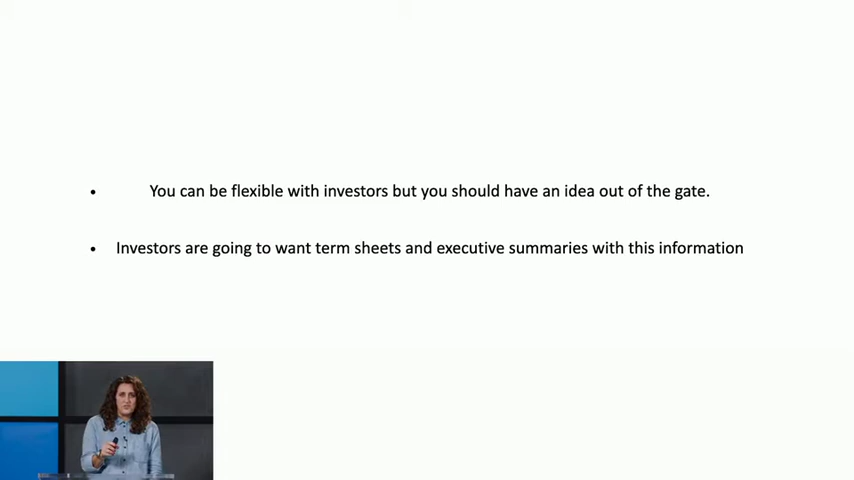 • You can be flexible with investors but you should have an idea out of the gate.
• Investors are going to want term sheets and executive summaries with this information